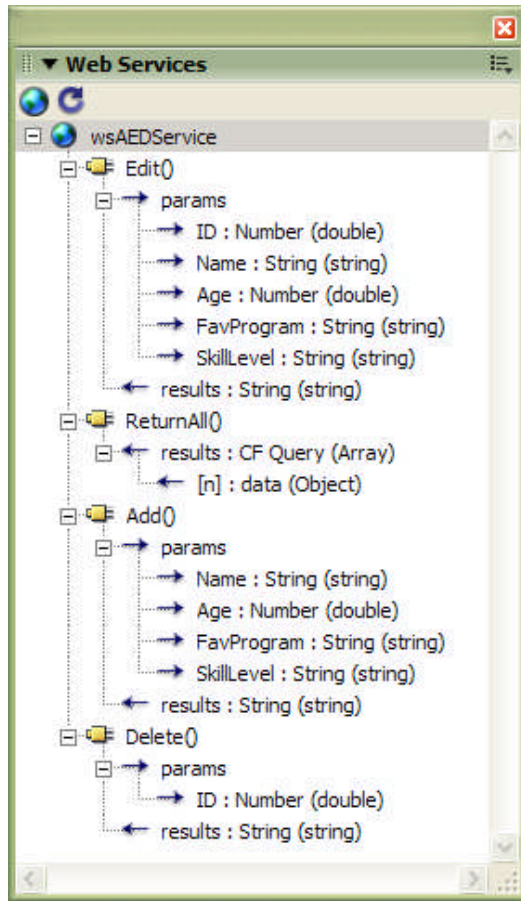 Web Services
wsAEDService
Edit()
params
ID : Number (double)
Name : String (string)
Age : Number (double)
FavProgram : String (string)
SkillLevel : String (string)
results : String (string)
ReturnAll()
results : CF Query (Array)
[n] : data (Object)
Add()
params
Name : String (string)
Age : Number (double)
FavProgram : String (string)
SkillLevel : String (string)
results : String (string)
Delete()
params
ID : Number (double)
results : String (string)